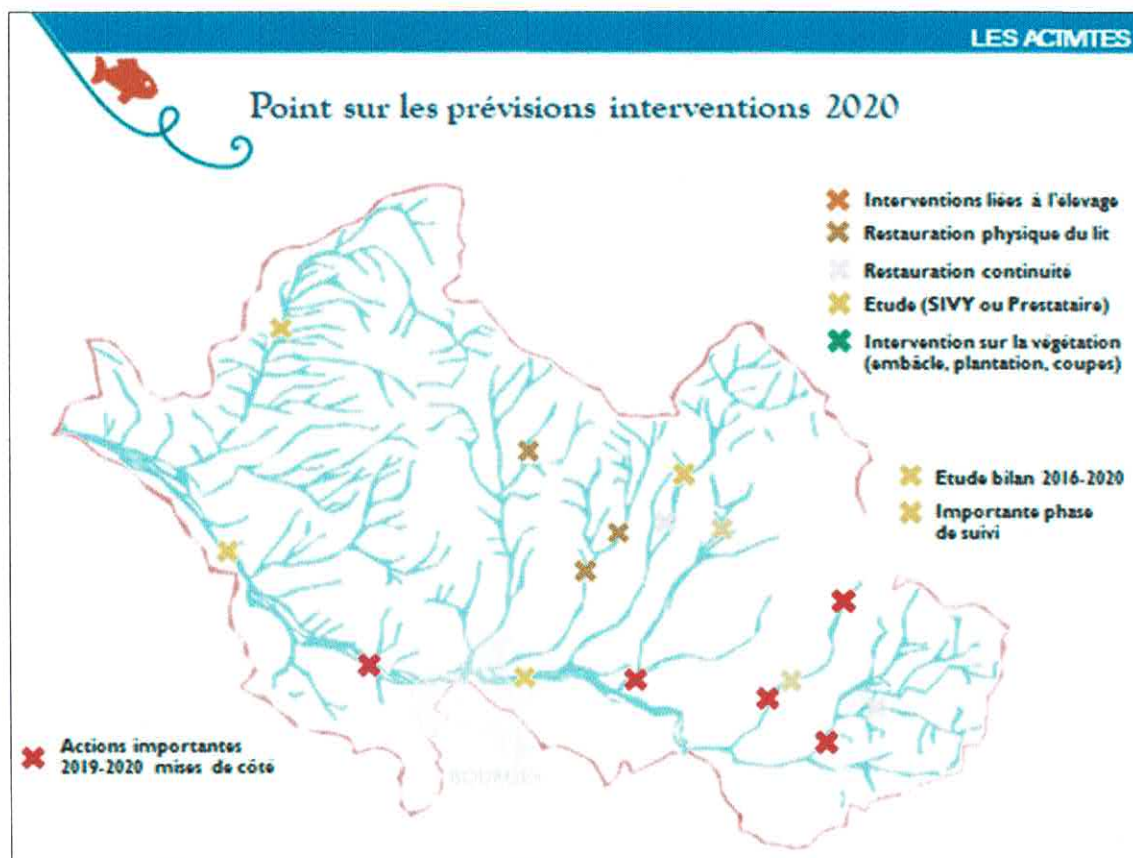 LES ACTIVITES
Point sur les prévisions interventions 2020
Interventions liées à l'élevage
Restauration physique du lit
Restauration continuité
Etude (SIVY ou Prestataire)
Intervention sur la végétation
(embâcle, plantation, coupes)
Etude bilan 2016-2020
Importante phase
de suivi
Actions importantes
2019-2020 mises de côté
BOURGES